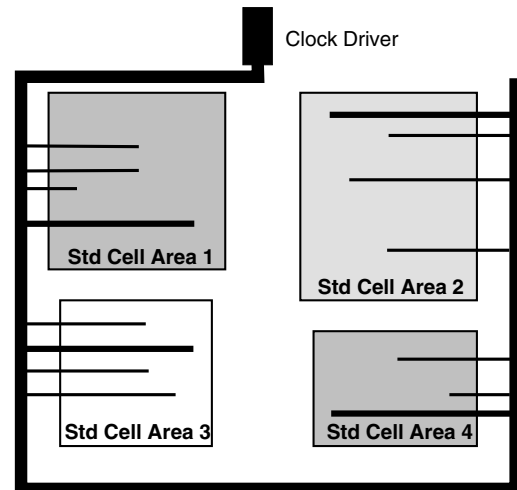 Clock Driver
Std Cell Area 1
Std Cell Area 2
Std Cell Area 3
Std Cell Area 4